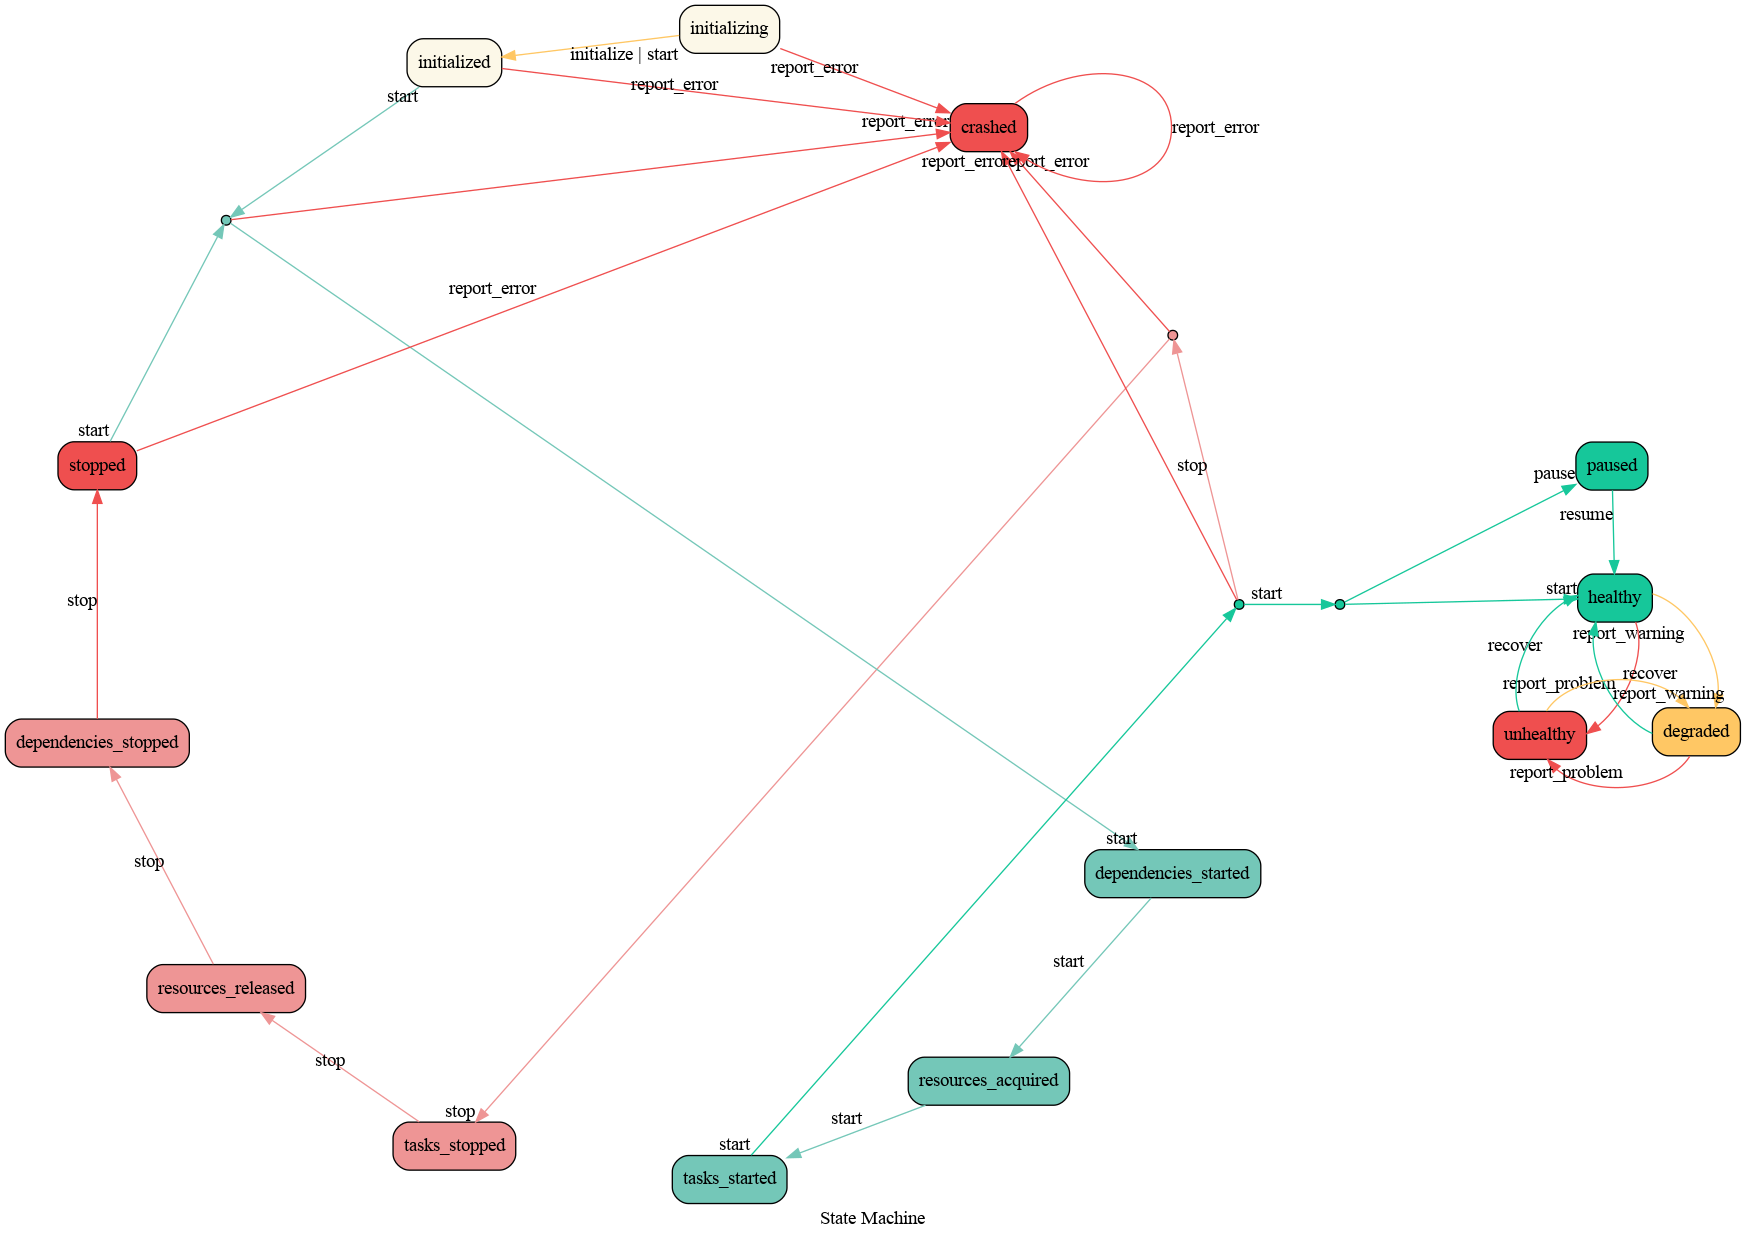 initializing
initialized
initialize | start
report_error
report_error
start
report_error
crashed
report_error
report_error
report_error
report_error
start
stopped
stop
paused
pause
resume
start
start
healthy
report_warning
recover
recover
report_problem
report_warning
unhealthy
degraded
report_problem
stop
dependencies_stopped
start
stop
dependencies_started
start
resources_released
stop
resources_acquired
stop
start
tasks_stopped
start
tasks_started
State Machine